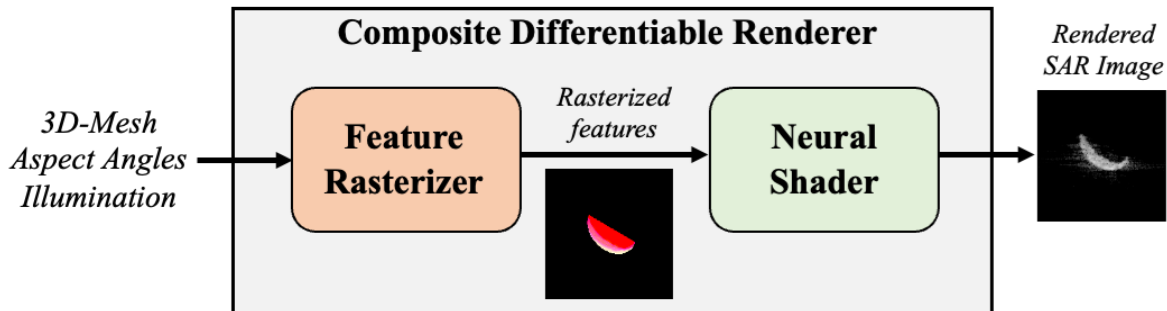 Composite Differentiable Renderer
3D-Mesh
Aspect Angles
Illumination
Feature
Rasterizer
Rasterized
features
Neural
Shader
Rendered
SAR Image